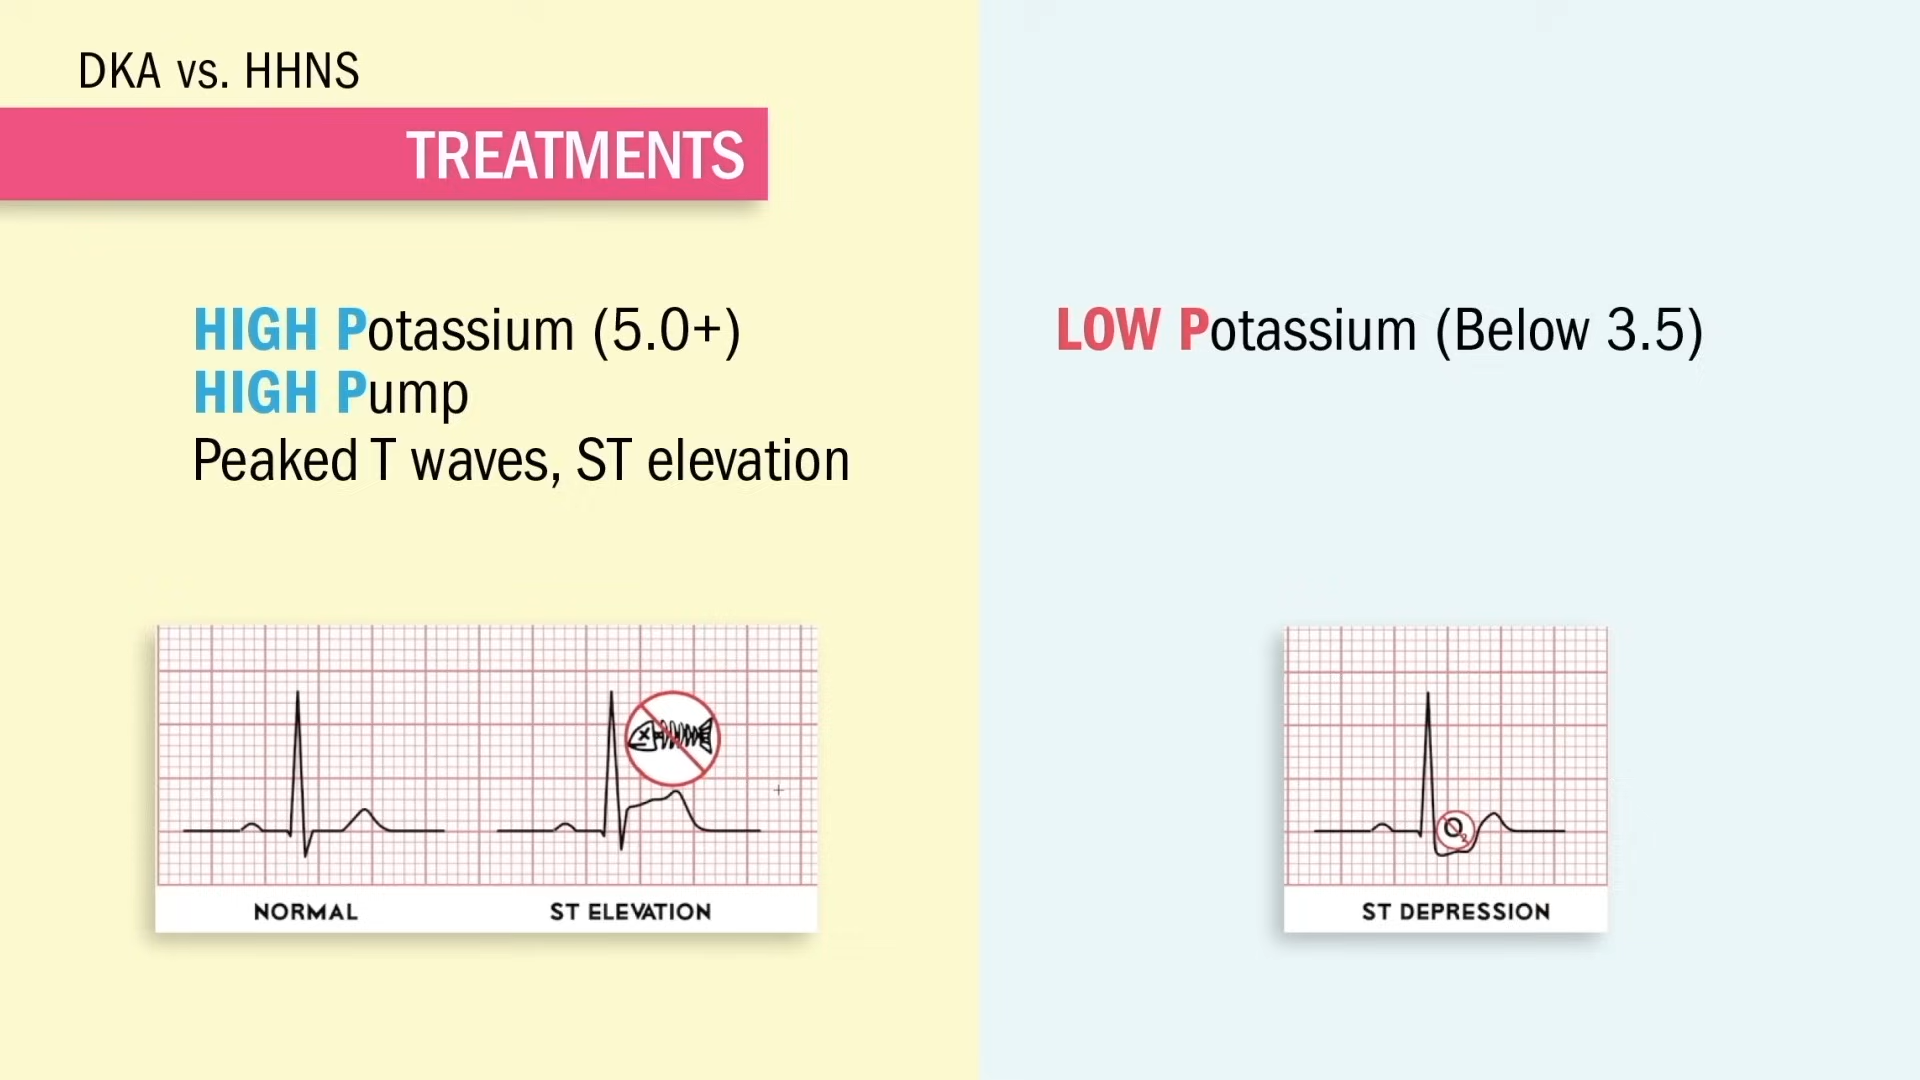 DKA vs. HHNS
TREATMENTS
HIGH Potassium (5.0+)
HIGH Pump
Peaked T waves, ST elevation
LOW Potassium (Below 3.5)
NORMAL
ST ELEVATION
O₂
ST DEPRESSION